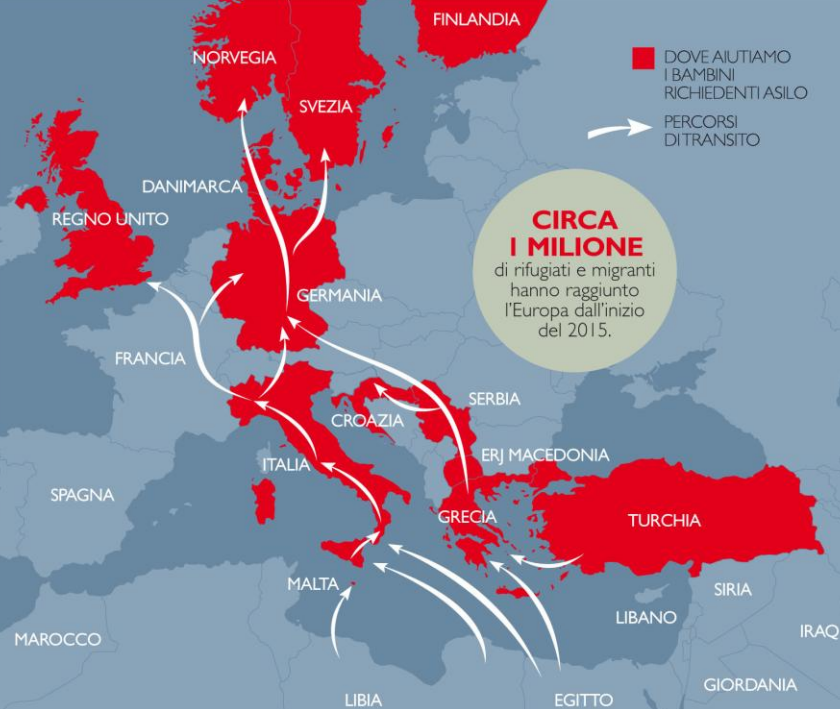 FINLANDIA
NORVEGIA
DOVE AIUTIAMO
I BAMBINI
RICHIEDENTI ASILO
SVEZIA
PERCORSI
DI TRANSITO
DANIMARCA
REGNO UNITO
CIRCA
1 MILIONE
di rifugiati e migranti
hanno raggiunto
l'Europa dall'inizio
del 2015.
GERMANIA
FRANCIA
SERBIA
CROAZIA
ERJ MACEDONIA
ITALIA
SPAGNA
GRECIA
TURCHIA
MALTA
SIRIA
LIBANO
MAROCCO
IRAQ
GIORDANIA
LIBIA
EGITTO